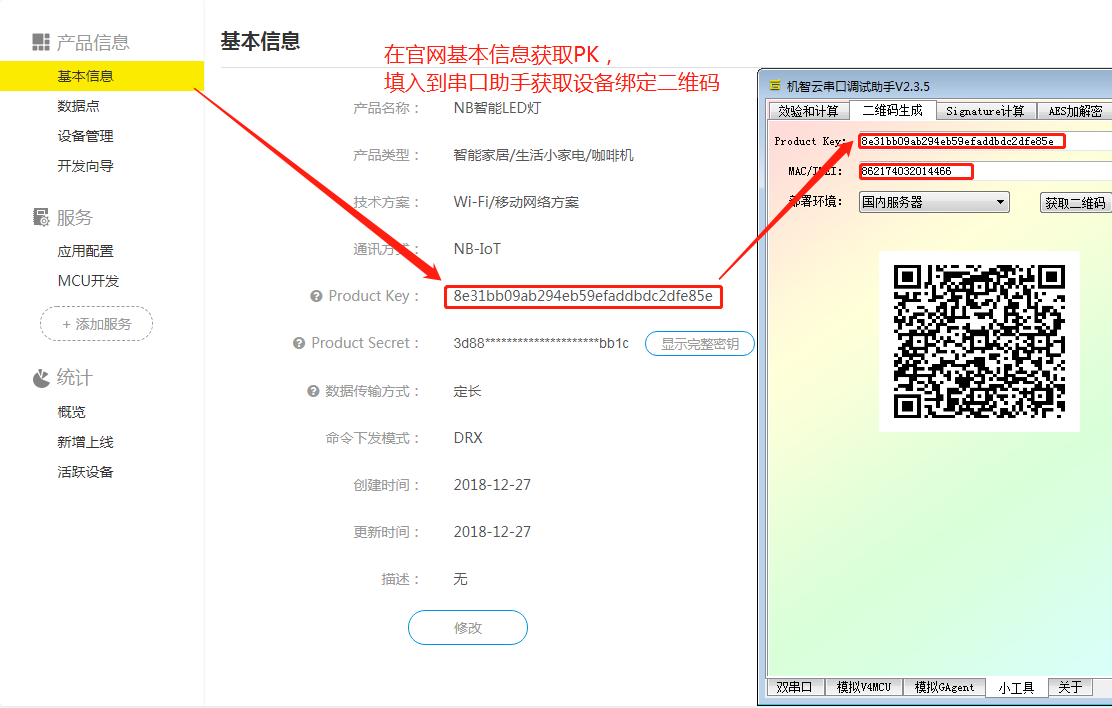 产品信息
基本信息
数据点
设备管理
开发向导
服务
应用配置
MCU开发
+ 添加服务
统计
概览
新增上线
活跃设备
基本信息
在官网基本信息获取PK，
填入到串口助手获取设备绑定二维码
产品名称： NB智能LED灯
产品类型： 智能家居/生活小家电/咖啡机
技术方案： Wi-Fi/移动网络方案
通讯方式： NB-IoT
Product Key： 8e31bb09ab294eb59efaddbdc2dfe85e
Product Secret： 3d88**********************bb1c 显示完整密钥
数据传输方式： 定长
命令下发模式： DRX
创建时间： 2018-12-27
更新时间： 2018-12-27
描述： 无
修改
机智云串口调试助手V2.3.5
效验和计算 二维码生成 Signature计算 AES加解密
Product Key: 8e31bb09ab294eb59efaddbdc2dfe85e
MAC/IMEI: 862174032014466
部署环境: 国内服务器 获取二维码
双串口 模拟V4MCU 模拟GAgent 小工具 关于